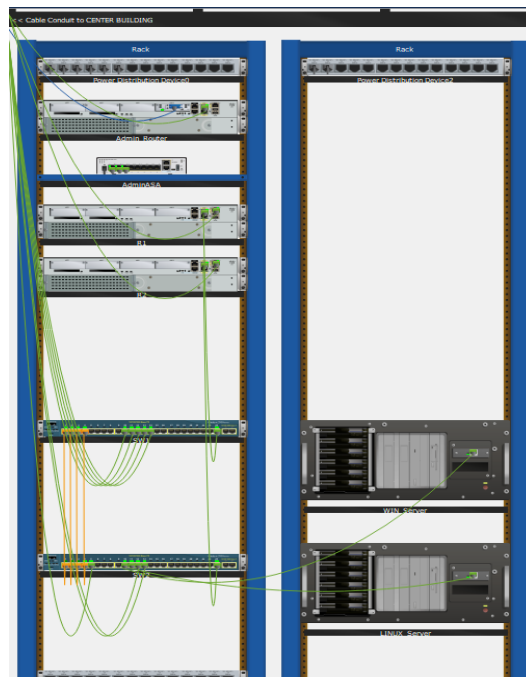 < < Cable Conduit to CENTER BUILDING
Rack
Rack
Power Distribution Device0
Power Distribution Device2
Admin_Router
AdminASA
R1
R2
SW1
WIN_Server
SW2
LINUX_Server